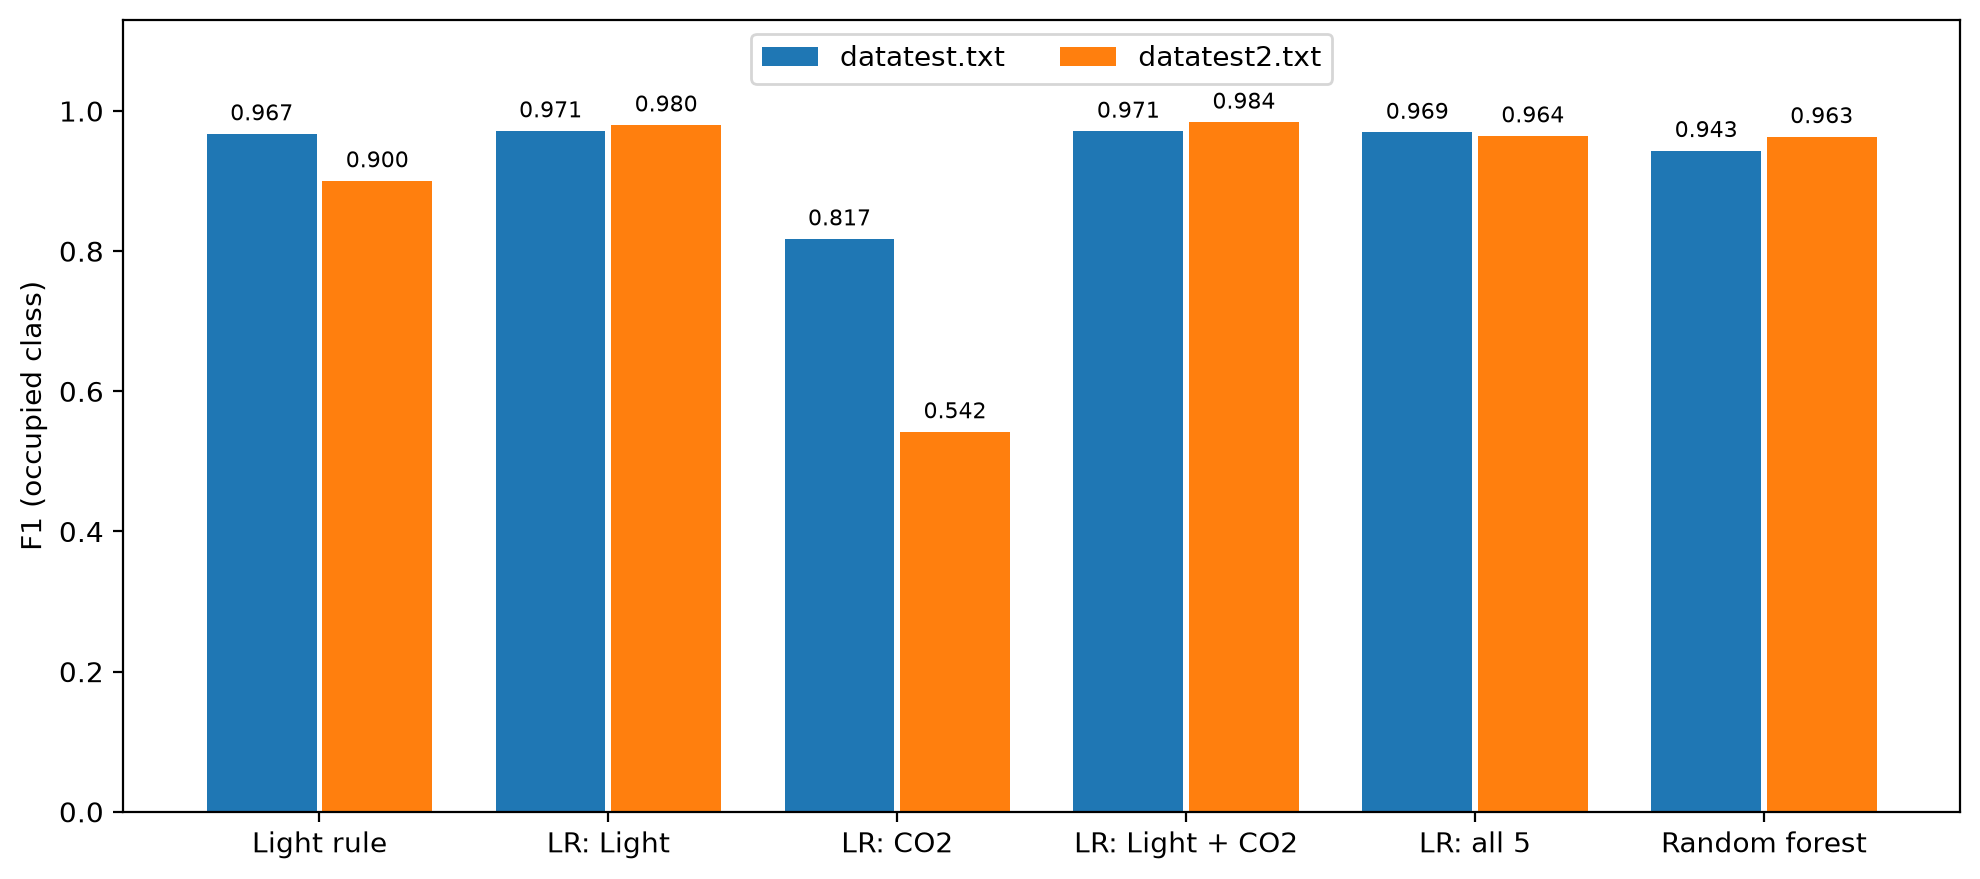 datatest.txt datatest2.txt
0.967 0.900 0.971 0.980 0.817 0.542 0.971 0.984 0.969 0.964 0.943 0.963
F1 (occupied class)
1.0
0.8
0.6
0.4
0.2
0.0
Light rule LR: Light LR: CO2 LR: Light + CO2 LR: all 5 Random forest